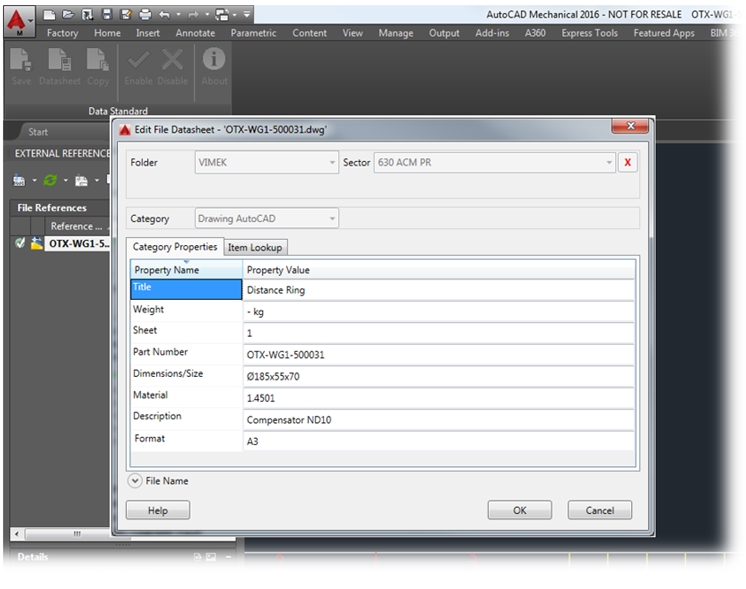 AutoCAD Mechanical 2016 - NOT FOR RESALE OTX-WG1-5
Factory Home Insert Annotate Parametric Content View Manage Output Add-ins A360 Express Tools Featured Apps BIM 36
Save Datasheet Copy Enable Disable About
Data Standard
Start
EXTERNAL REFERENCE
File References
Reference ...
OTX-WG1-5...
Edit File Datasheet - 'OTX-WG1-500031.dwg'
Folder VIMEK Sector 630 ACM PR X
Category Drawing AutoCAD
Category Properties Item Lookup
Property Name Property Value
Title Distance Ring
Weight - kg
Sheet 1
Part Number OTX-WG1-500031
Dimensions/Size Ø185x55x70
Material 1.4501
Description Compensator ND10
Format A3
File Name
Help OK Cancel
Details